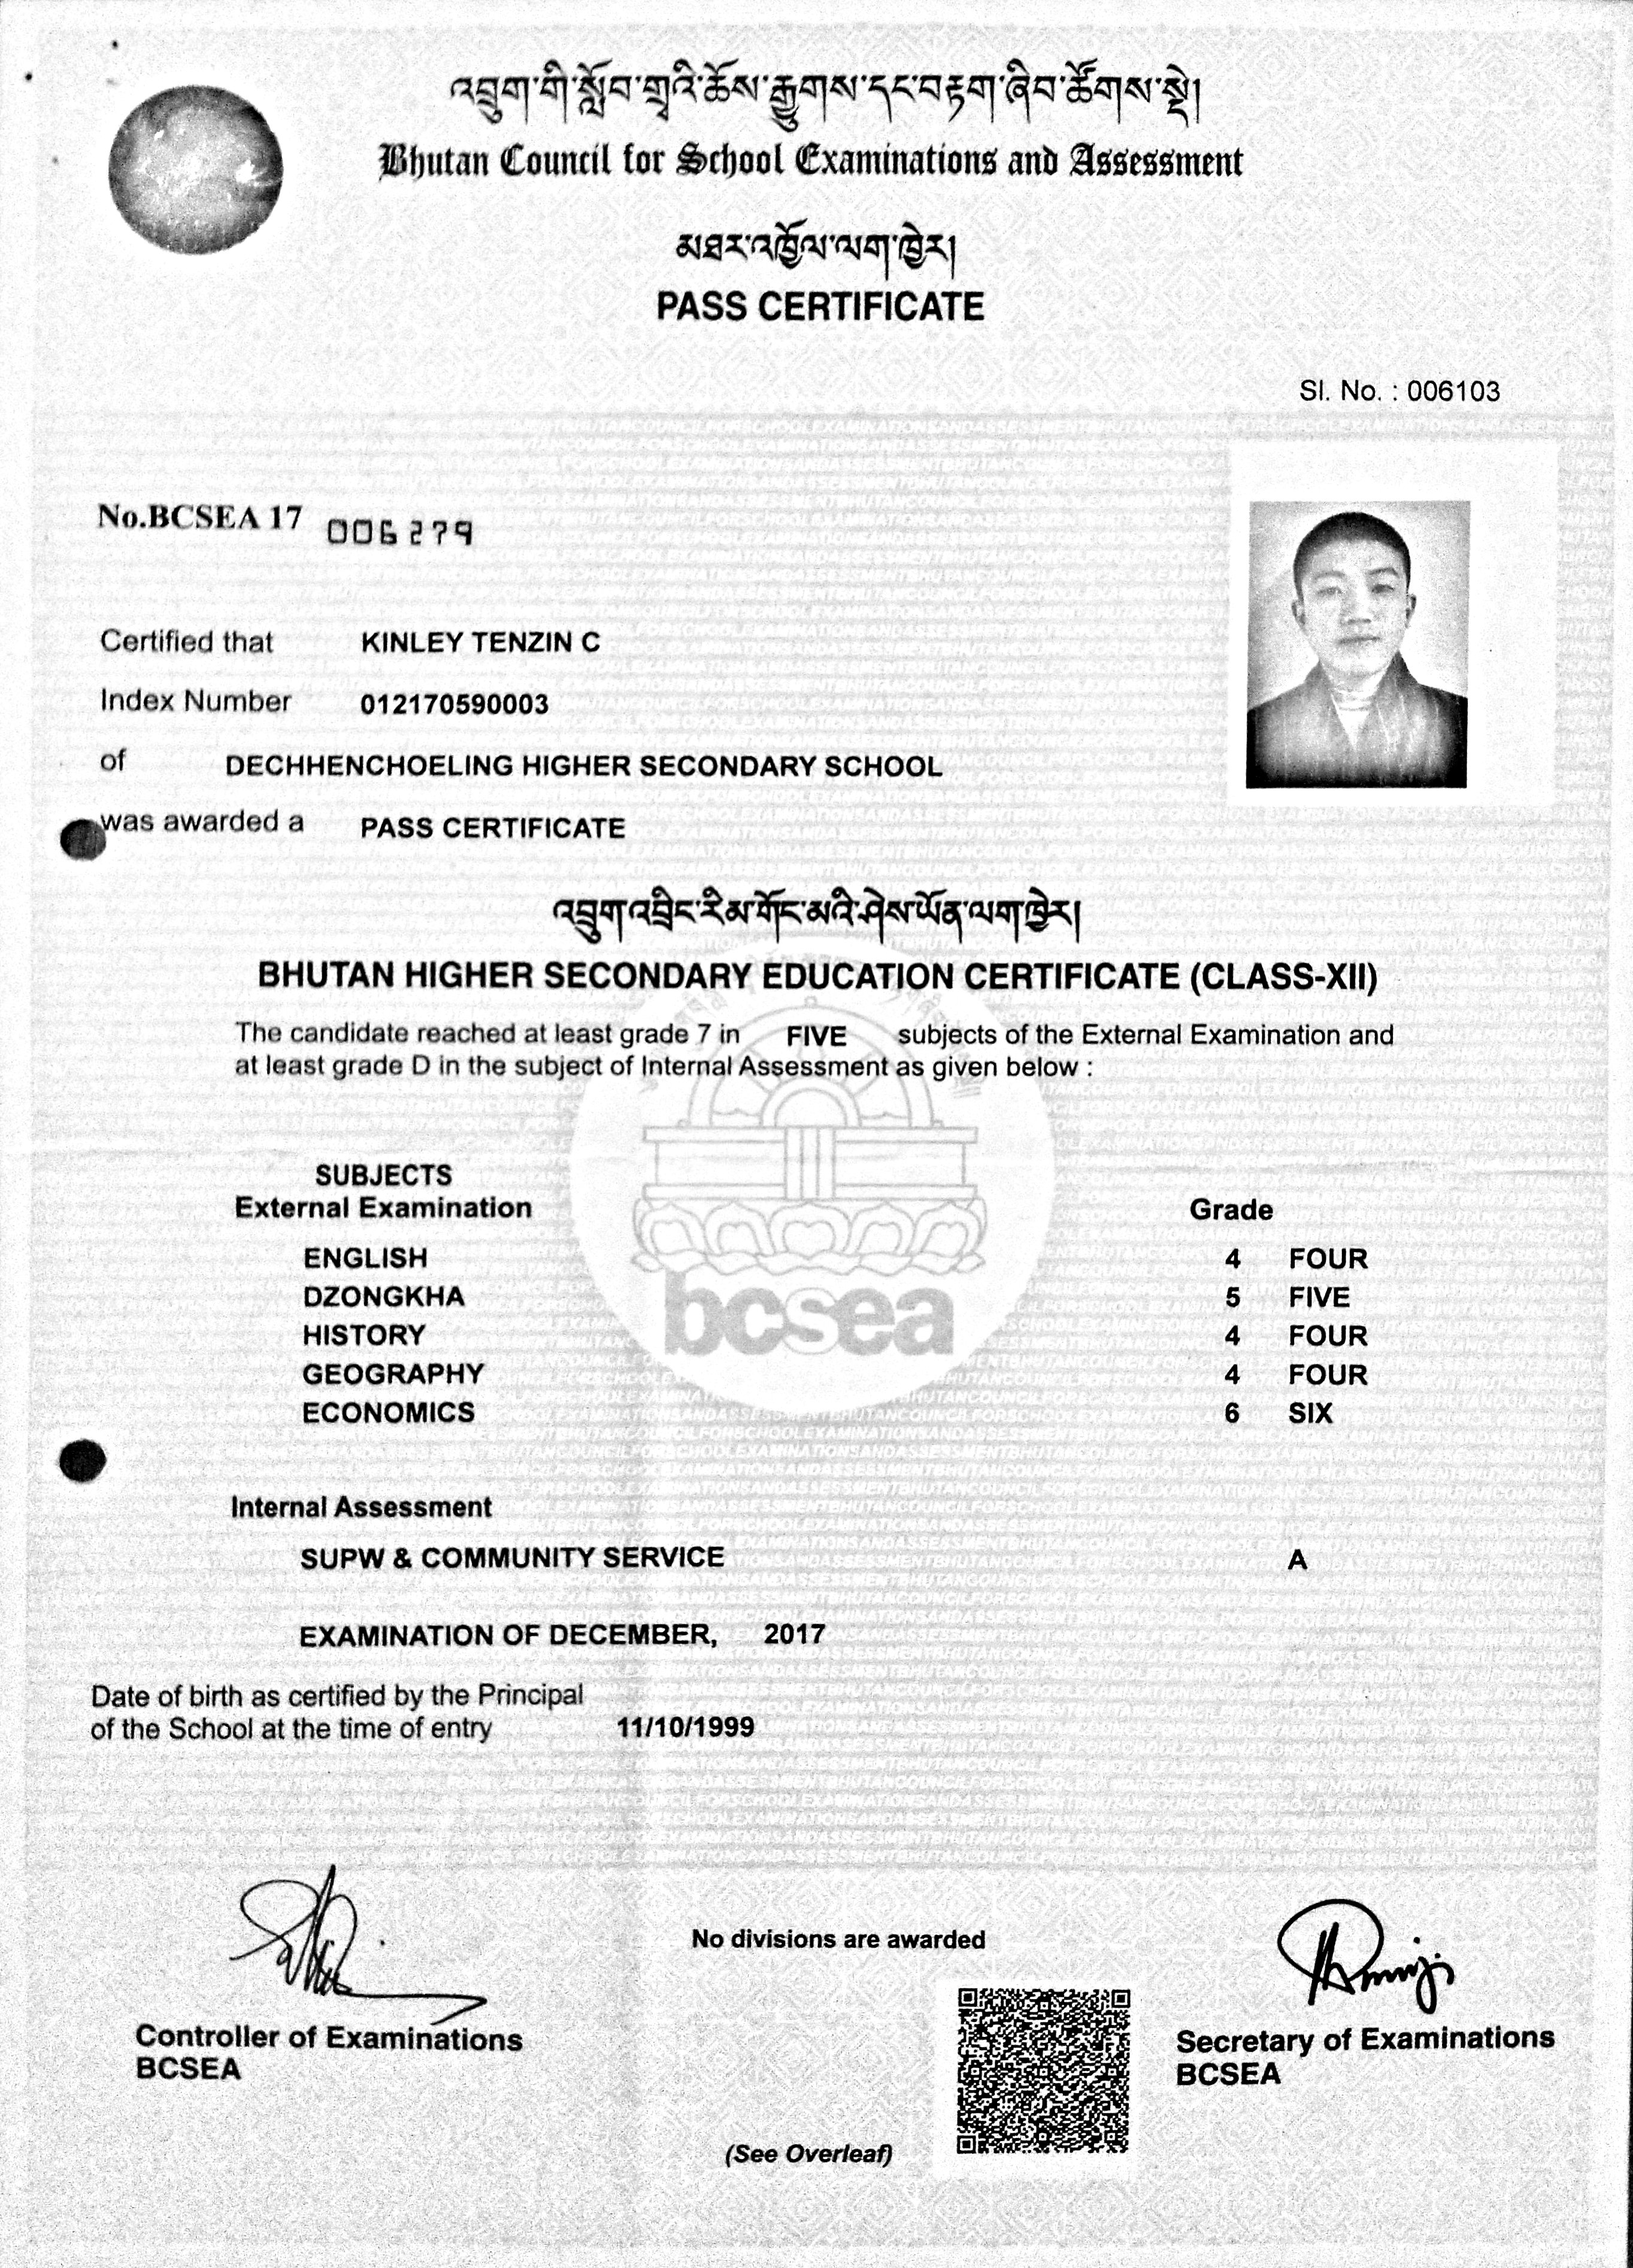 འབྲུག་གི་སློབ་གྲྭའི་ཆོས་རྒྱུགས་དང་བརྟག་ཞིབ་ཚོགས་སྡེ།
Bhutan Council for School Examinations and Assessment
མཐར་འཁྱོལ་ལག་ཁྱེར།
PASS CERTIFICATE
Sl. No. : 006103
No.BCSEA 17 006279
Certified that KINLEY TENZIN C
Index Number 012170590003
of DECHHENCHOELING HIGHER SECONDARY SCHOOL
was awarded a PASS CERTIFICATE
འབྲུག་འབྲིང་རིམ་གོང་མའི་ཤེས་ཡོན་ལག་ཁྱེར།
BHUTAN HIGHER SECONDARY EDUCATION CERTIFICATE (CLASS-XII)
The candidate reached at least grade 7 in FIVE subjects of the External Examination and
at least grade D in the subject of Internal Assessment as given below :
SUBJECTS
External Examination Grade
ENGLISH 4 FOUR
DZONGKHA 5 FIVE
HISTORY 4 FOUR
GEOGRAPHY 4 FOUR
ECONOMICS 6 SIX
bcsea
Internal Assessment
SUPW & COMMUNITY SERVICE A
EXAMINATION OF DECEMBER, 2017
Date of birth as certified by the Principal
of the School at the time of entry 11/10/1999
No divisions are awarded
Controller of Examinations
BCSEA
Secretary of Examinations
BCSEA
(See Overleaf)